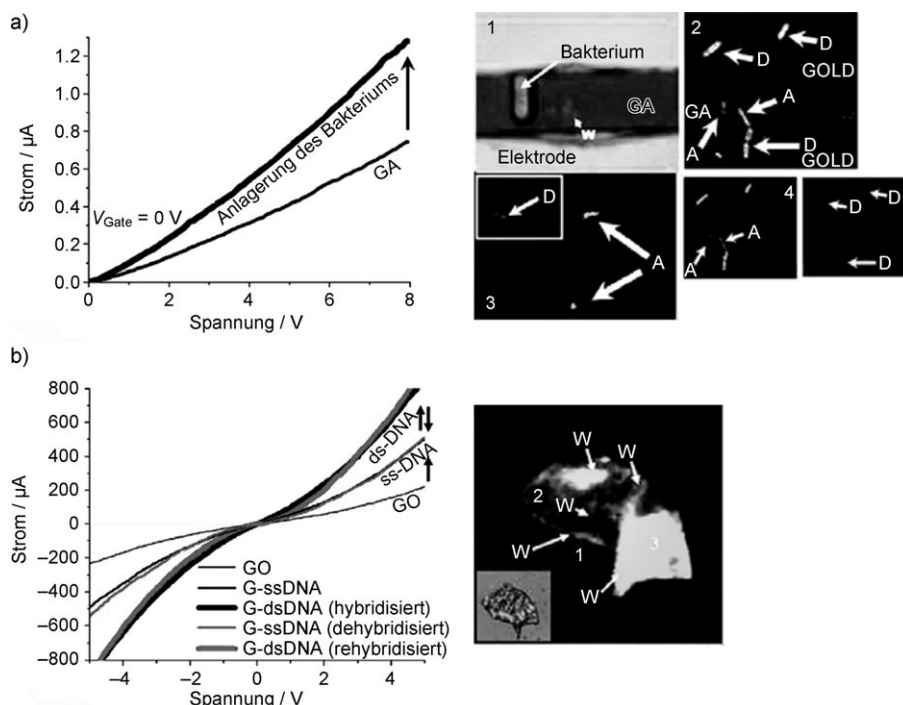 a)
1.2
1.0
0.8
0.6
0.4
0.2
0.0
Strom / µA
V_Gate = 0 V
Anlagerung des Bakteriums
GA
0 2 4 6 8
Spannung / V
1
Bakterium
GA
W
Elektrode
2
D
D
GOLD
GA
A
A
D
GOLD
D
A
3
4
A
A
D
D
D
b)
800
600
400
200
0
–200
–400
–600
–800
Strom / µA
ds-DNA
ss-DNA
GO
GO
G-ssDNA
G-dsDNA (hybridisiert)
G-ssDNA (dehybridisiert)
G-dsDNA (rehybridisiert)
–4 –2 0 2 4
Spannung / V
W
W
2
W
W
1
3
W